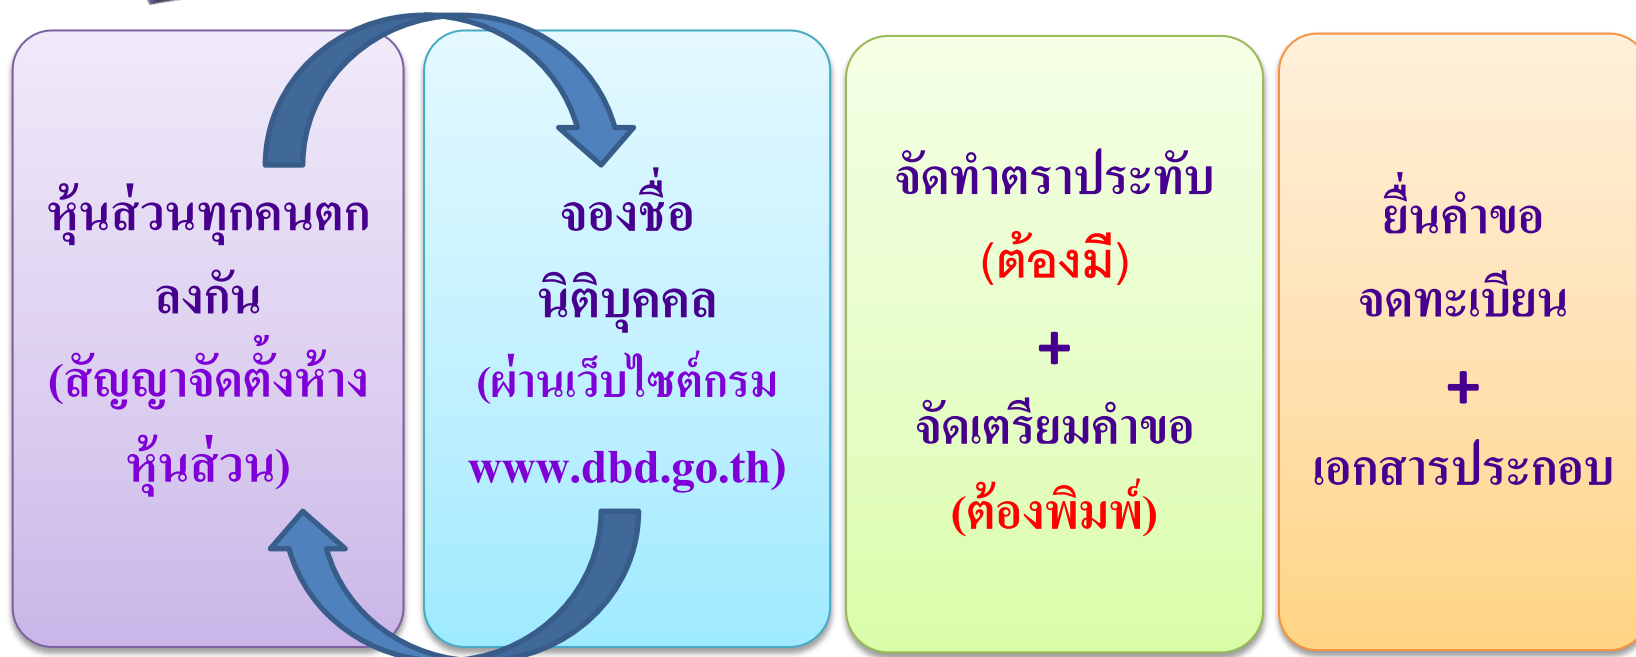 หุ้นส่วนทุกคนตก
ลงกัน
(สัญญาจัดตั้งห้าง
หุ้นส่วน)
จองชื่อ
นิติบุคคล
(ผ่านเว็บไซต์กรม
www.dbd.go.th)
จัดทำตราประทับ
(ต้องมี)
+
จัดเตรียมคำขอ
(ต้องพิมพ์)
ยื่นคำขอ
จดทะเบียน
+
เอกสารประกอบ